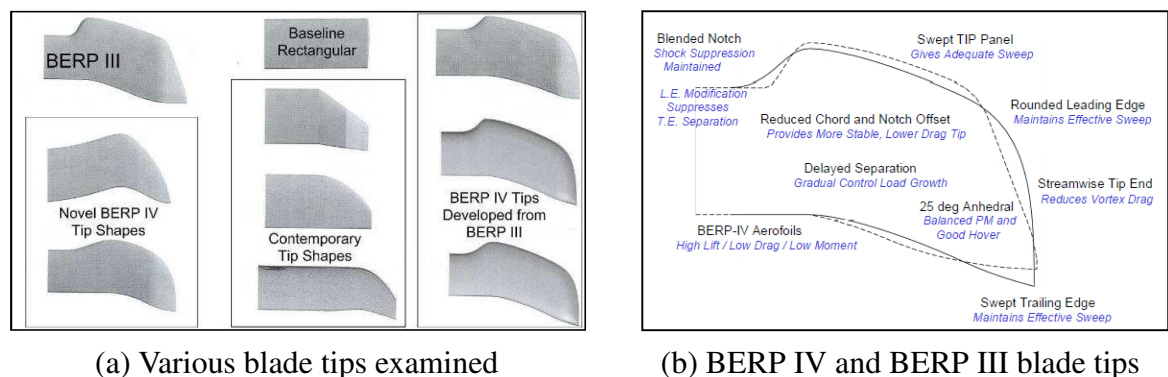 BERP III
Baseline
Rectangular
Novel BERP IV
Tip Shapes
Contemporary
Tip Shapes
BERP IV Tips
Developed from
BERP III
(a) Various blade tips examined
Blended Notch
Shock Suppression
Maintained
L.E. Modification
Suppresses
T.E. Separation
Swept TIP Panel
Gives Adequate Sweep
Rounded Leading Edge
Maintains Effective Sweep
Reduced Chord and Notch Offset
Provides More Stable, Lower Drag Tip
Delayed Separation
Gradual Control Load Growth
Streamwise Tip End
Reduces Vortex Drag
25 deg Anhedral
Balanced PM and
Good Hover
BERP-IV Aerofoils
High Lift / Low Drag / Low Moment
Swept Trailing Edge
Maintains Effective Sweep
(b) BERP IV and BERP III blade tips